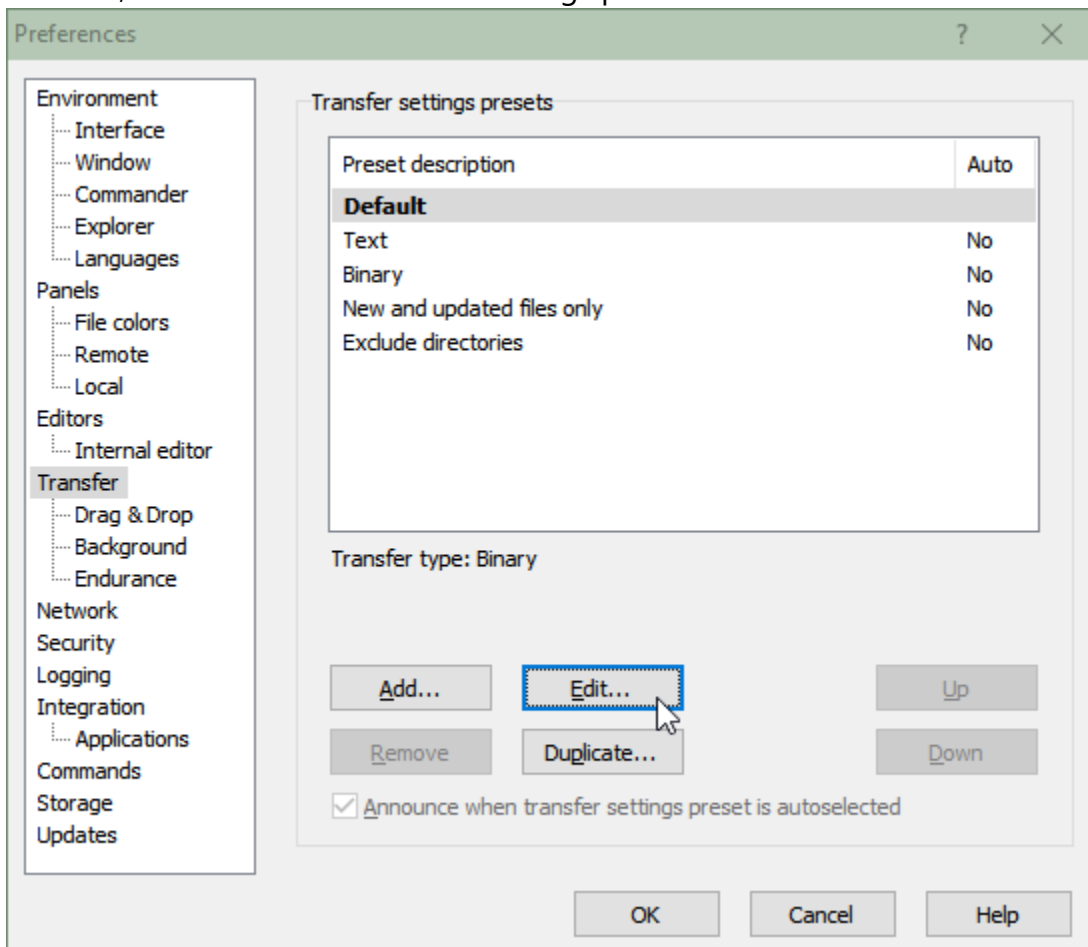 Preferences
?
Environment
Interface
Window
Commander
Explorer
Languages
Panels
File colors
Remote
Local
Editors
Internal editor
Transfer
Drag & Drop
Background
Endurance
Network
Security
Logging
Integration
Applications
Commands
Storage
Updates
Transfer settings presets
Preset description Auto
Default
Text No
Binary No
New and updated files only No
Exclude directories No
Transfer type: Binary
Add... Edit... Up
Remove Duplicate... Down
Announce when transfer settings preset is autoselected
OK Cancel Help